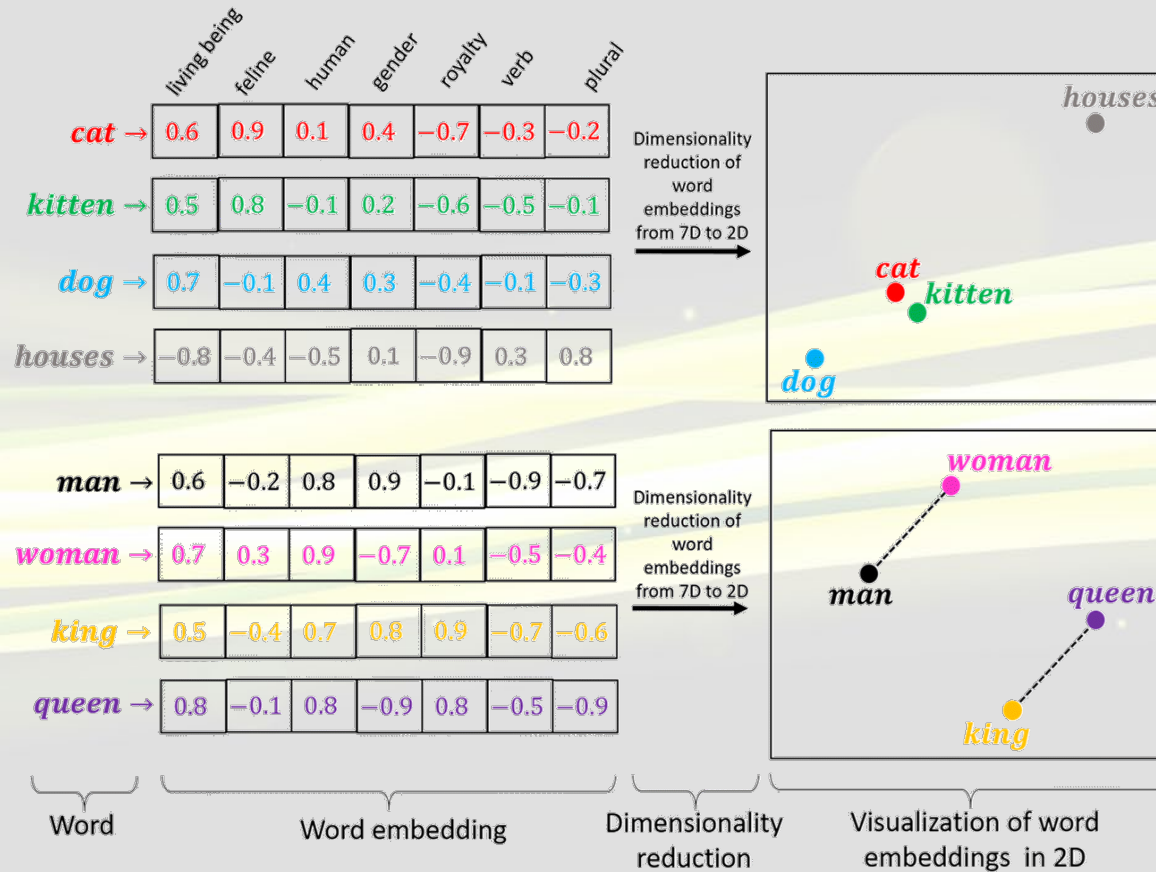 living being feline human gender royalty verb plural
cat → 0.6 0.9 0.1 0.4 −0.7 −0.3 −0.2
kitten → 0.5 0.8 −0.1 0.2 −0.6 −0.5 −0.1
dog → 0.7 −0.1 0.4 0.3 −0.4 −0.1 −0.3
houses → −0.8 −0.4 −0.5 0.1 −0.9 0.3 0.8
Dimensionality
reduction of
word
embeddings
from 7D to 2D
houses
cat
kitten
dog
man → 0.6 −0.2 0.8 0.9 −0.1 −0.9 −0.7
woman → 0.7 0.3 0.9 −0.7 0.1 −0.5 −0.4
king → 0.5 −0.4 0.7 0.8 0.9 −0.7 −0.6
queen → 0.8 −0.1 0.8 −0.9 0.8 −0.5 −0.9
Dimensionality
reduction of
word
embeddings
from 7D to 2D
woman
man
queen
king
Word
Word embedding
Dimensionality
reduction
Visualization of word
embeddings in 2D